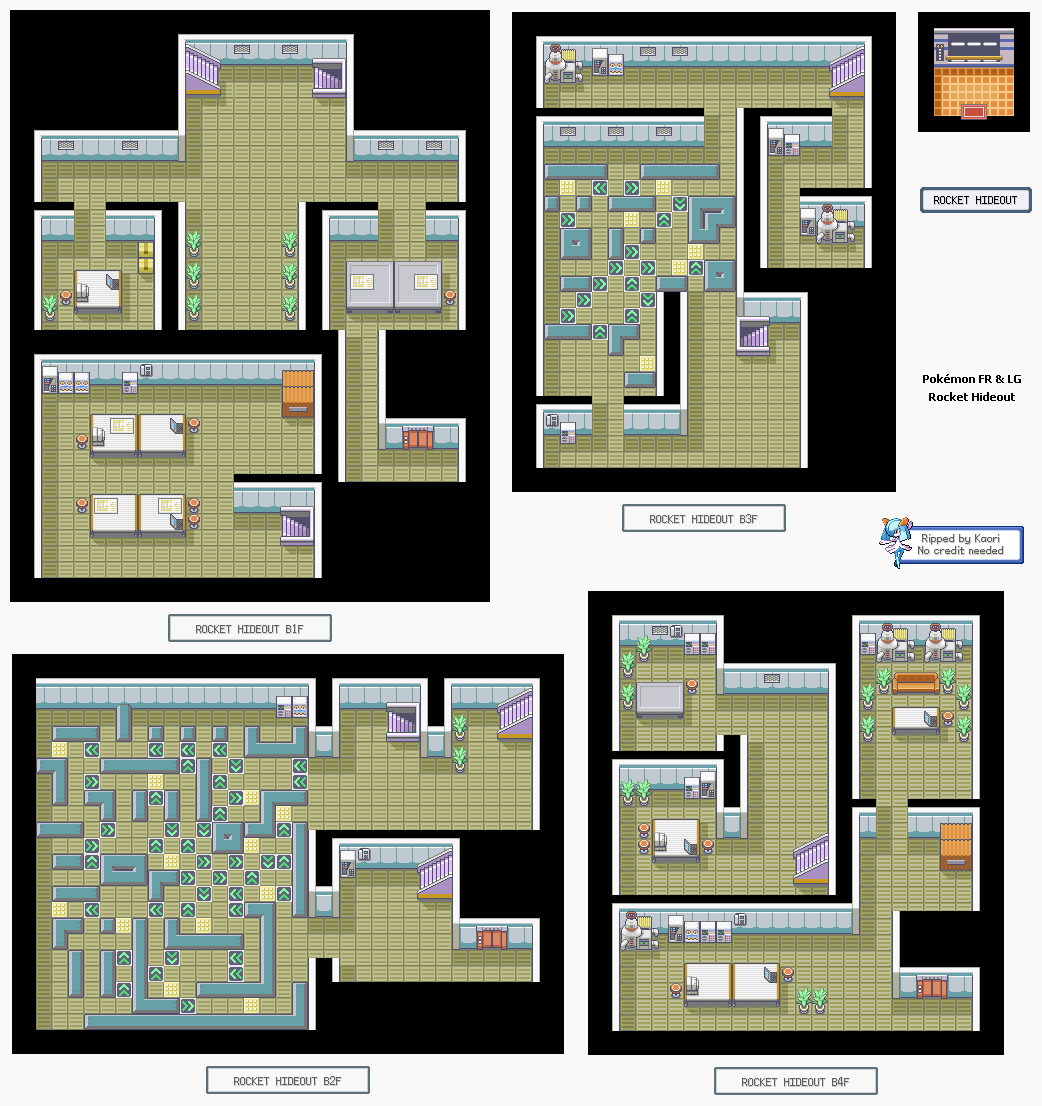 ROCKET HIDEOUT
Pokémon FR & LG
Rocket Hideout
ROCKET HIDEOUT B3F
Ripped by Kaori
No credit needed
ROCKET HIDEOUT B1F
ROCKET HIDEOUT B2F
ROCKET HIDEOUT B4F